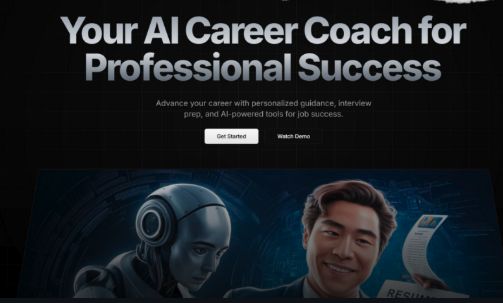 Your AI Career Coach for
Professional Success
Advance your career with personalized guidance, interview
prep, and AI-powered tools for job success.
Get Started
Watch Demo
RESUM